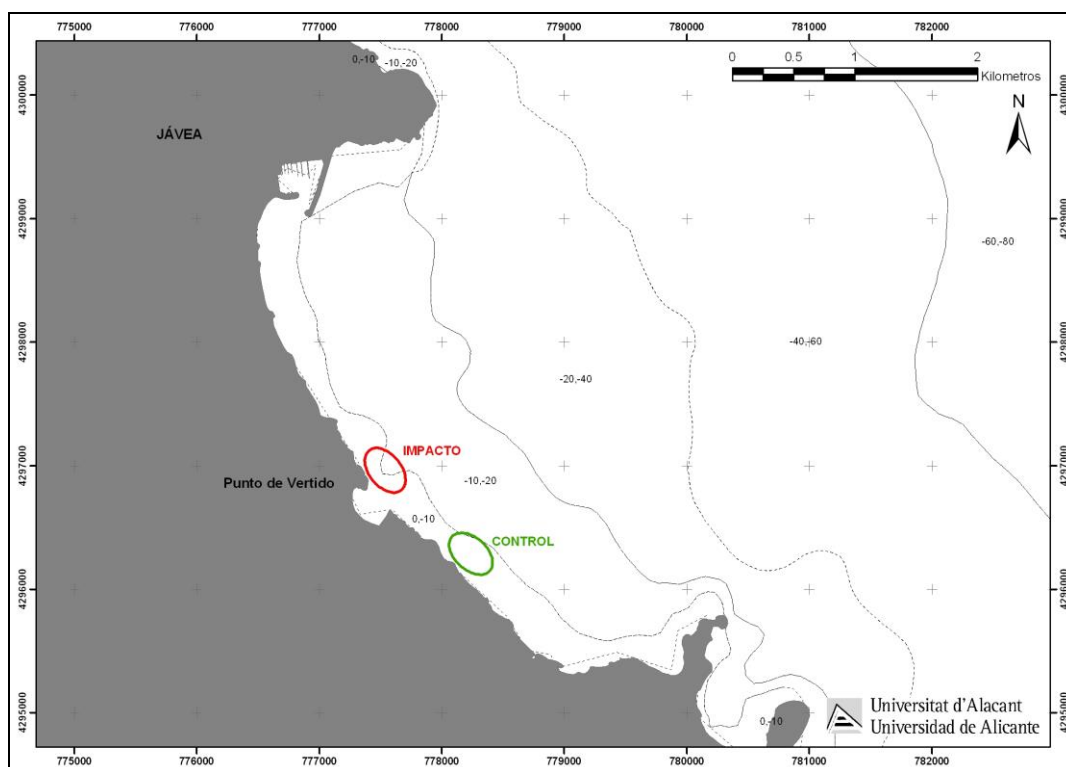 775000 776000 777000 778000 779000 780000 781000 782000
0,-10
-10,-20
0 0.5 1 2
Kilometros
N
4300000 4300000
JÁVEA
4299000 4299000
-60,-80
4298000 4298000
-40,-60
-20,-40
4297000 4297000
IMPACTO
Punto de Vertido
-10,-20
0,-10
CONTROL
4296000 4296000
4295000 4295000
0,-10
Universitat d'Alacant
Universidad de Alicante
775000 776000 777000 778000 779000 780000 781000 782000